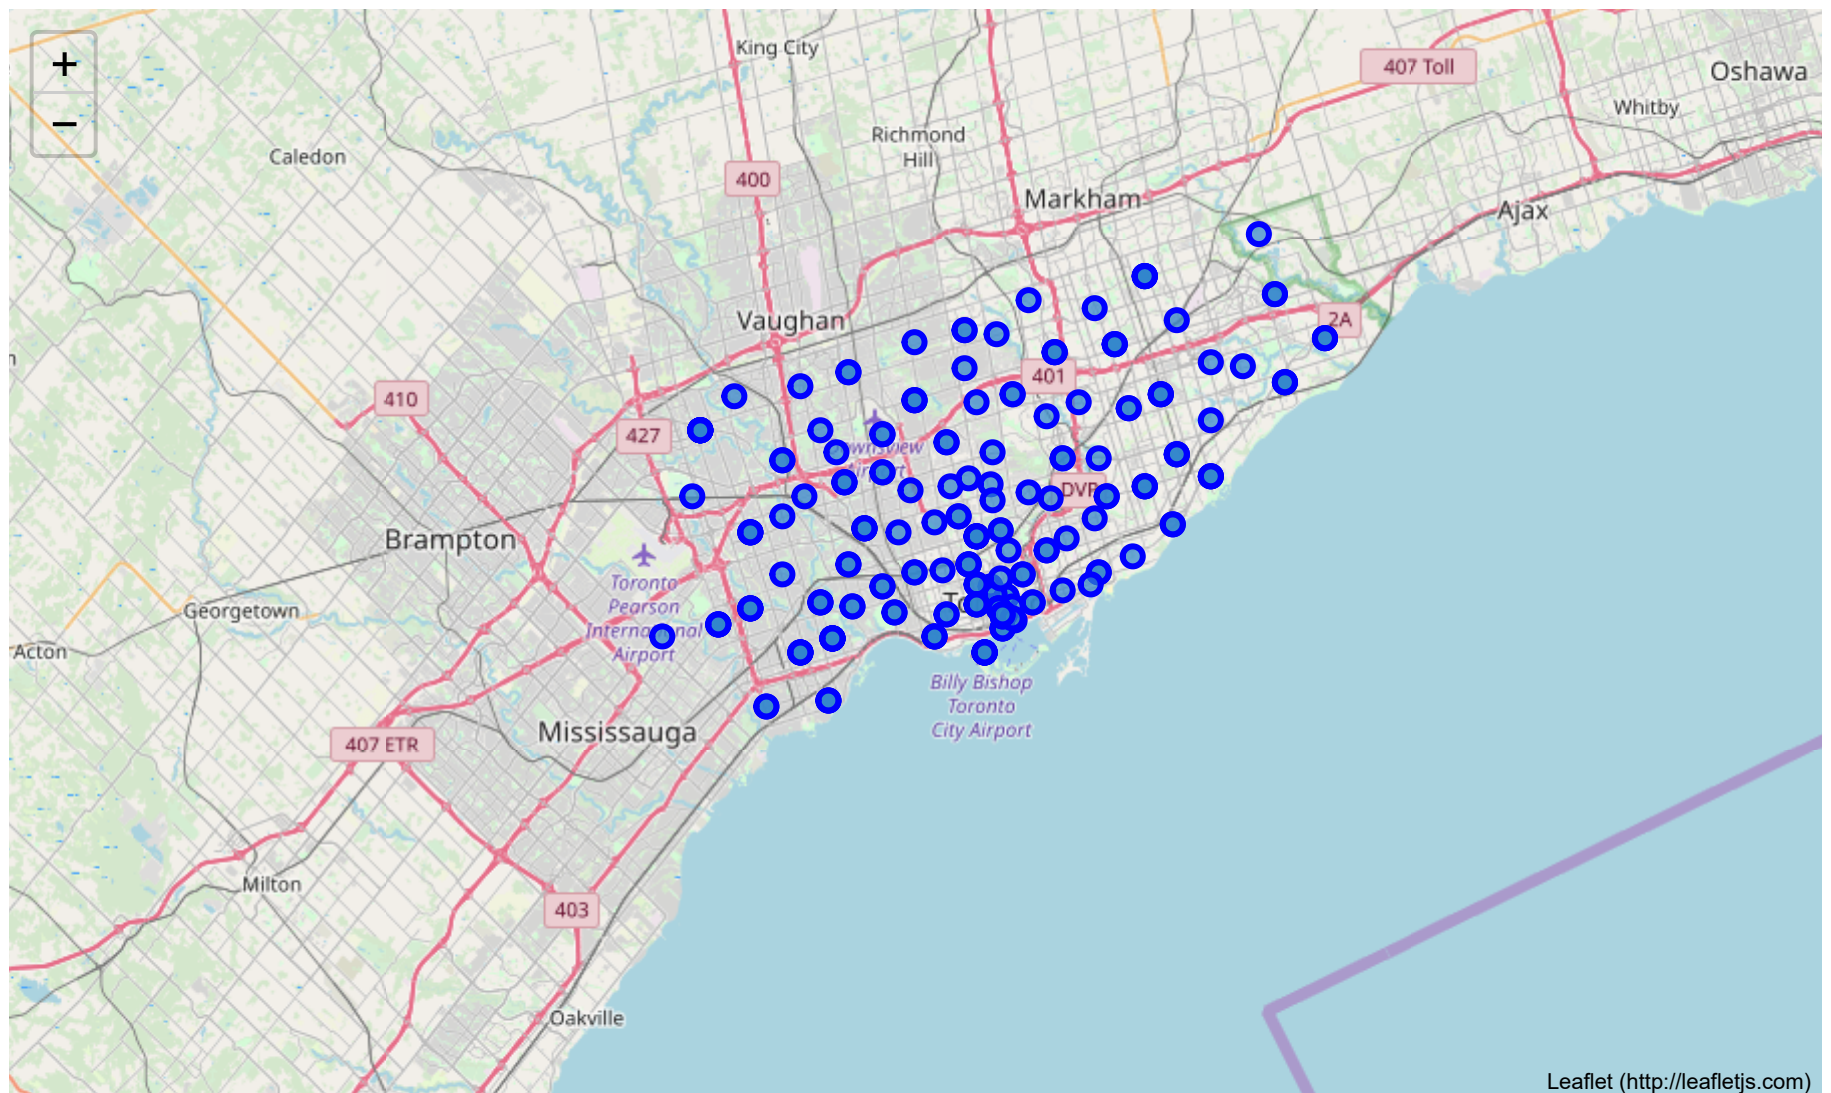 +
−
King City
407 Toll
Oshawa
Whitby
Richmond
Hill
Caledon
400
Markham
Ajax
Vaughan
2A
401
410
427
DVP
Brampton
Toronto
Pearson
International
Airport
Georgetown
Acton
Billy Bishop
Toronto
City Airport
Mississauga
407 ETR
Milton
403
Oakville
Leaflet (http://leafletjs.com)